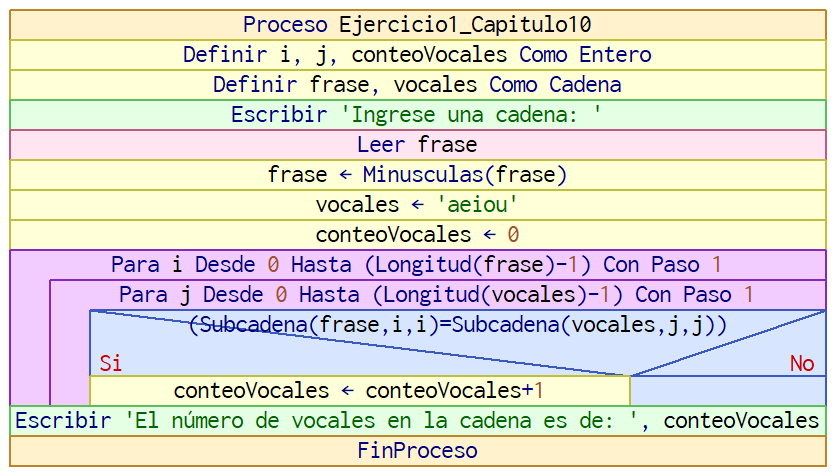 Proceso Ejercicio1_Capitulo10
Definir i, j, conteoVocales Como Entero
Definir frase, vocales Como Cadena
Escribir 'Ingrese una cadena: '
Leer frase
frase ← Minusculas(frase)
vocales ← 'aeiou'
conteoVocales ← 0
Para i Desde 0 Hasta (Longitud(frase)-1) Con Paso 1
Para j Desde 0 Hasta (Longitud(vocales)-1) Con Paso 1
(Subcadena(frase,i,i)=Subcadena(vocales,j,j))
Si No
conteoVocales ← conteoVocales+1
Escribir 'El número de vocales en la cadena es de: ', conteoVocales
FinProceso